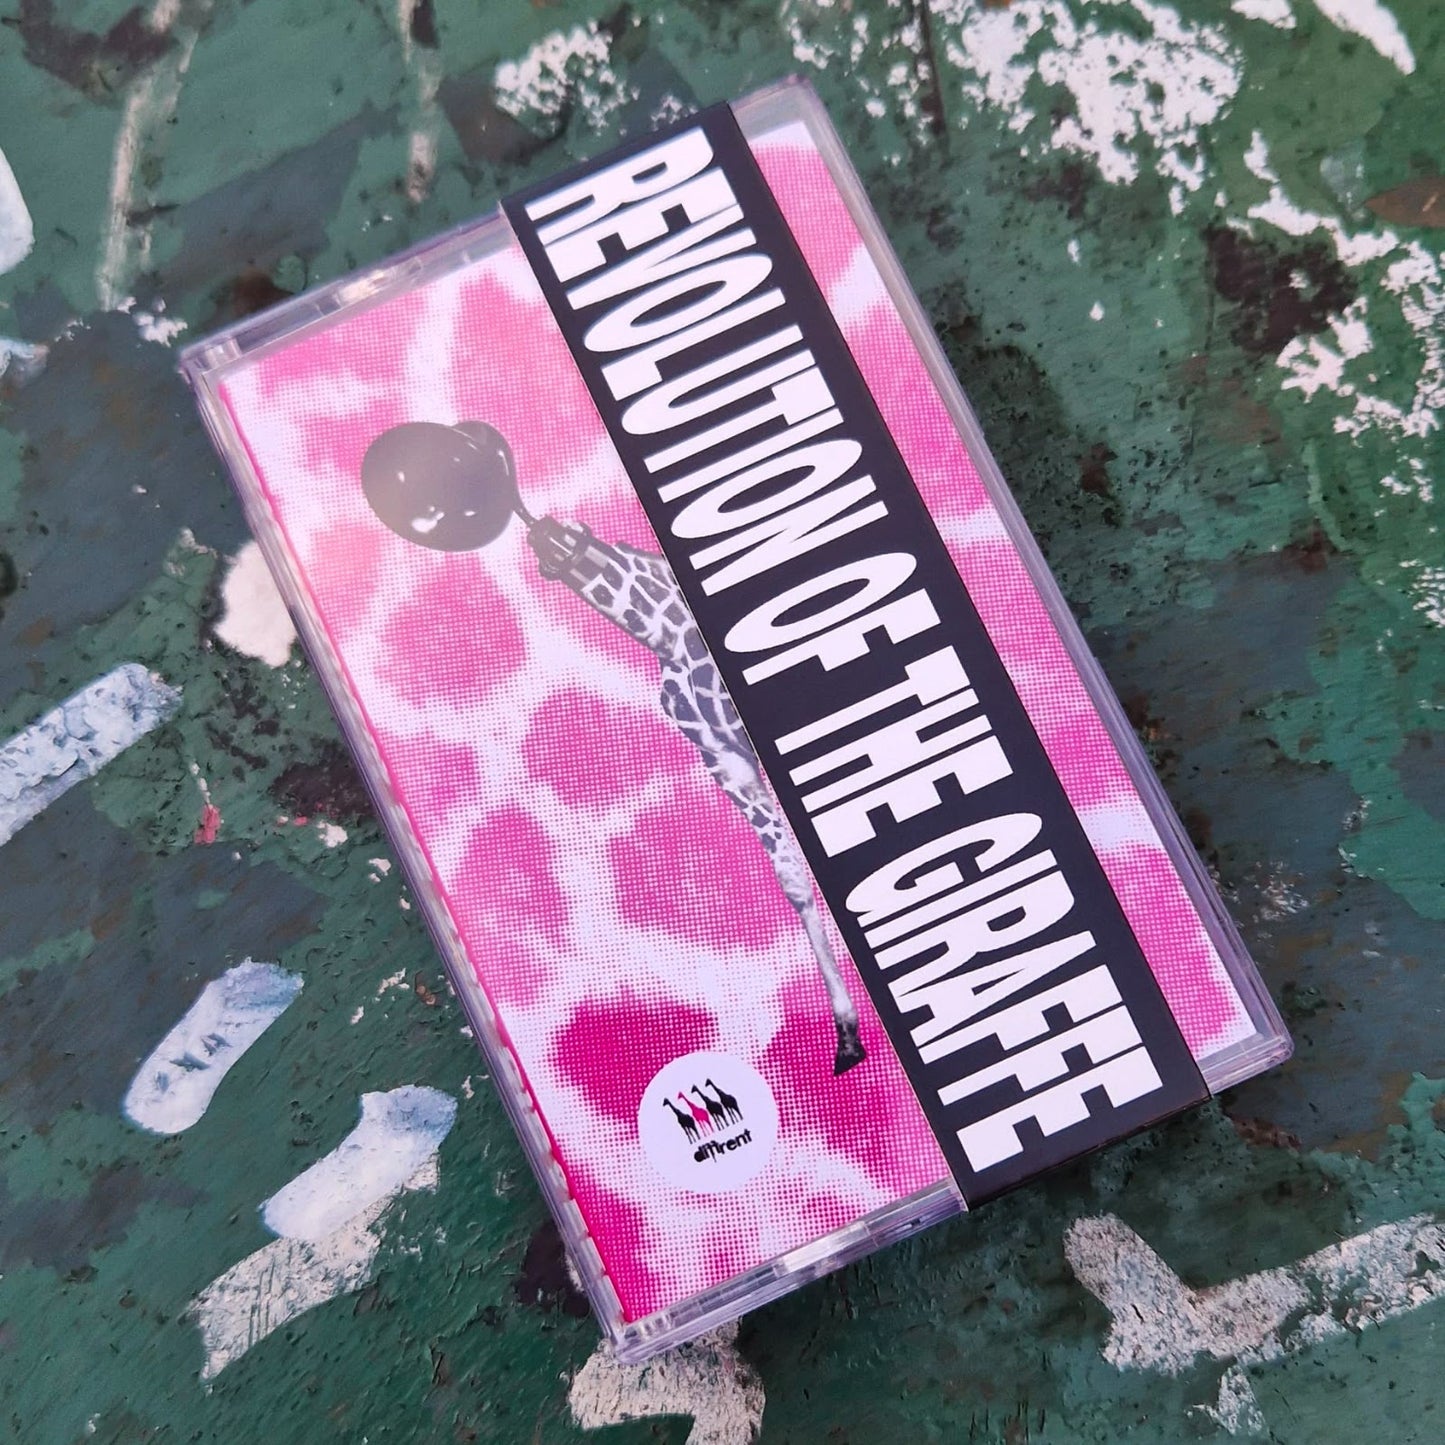 REVOLUTION OF THE GIRAFFE
diffrent